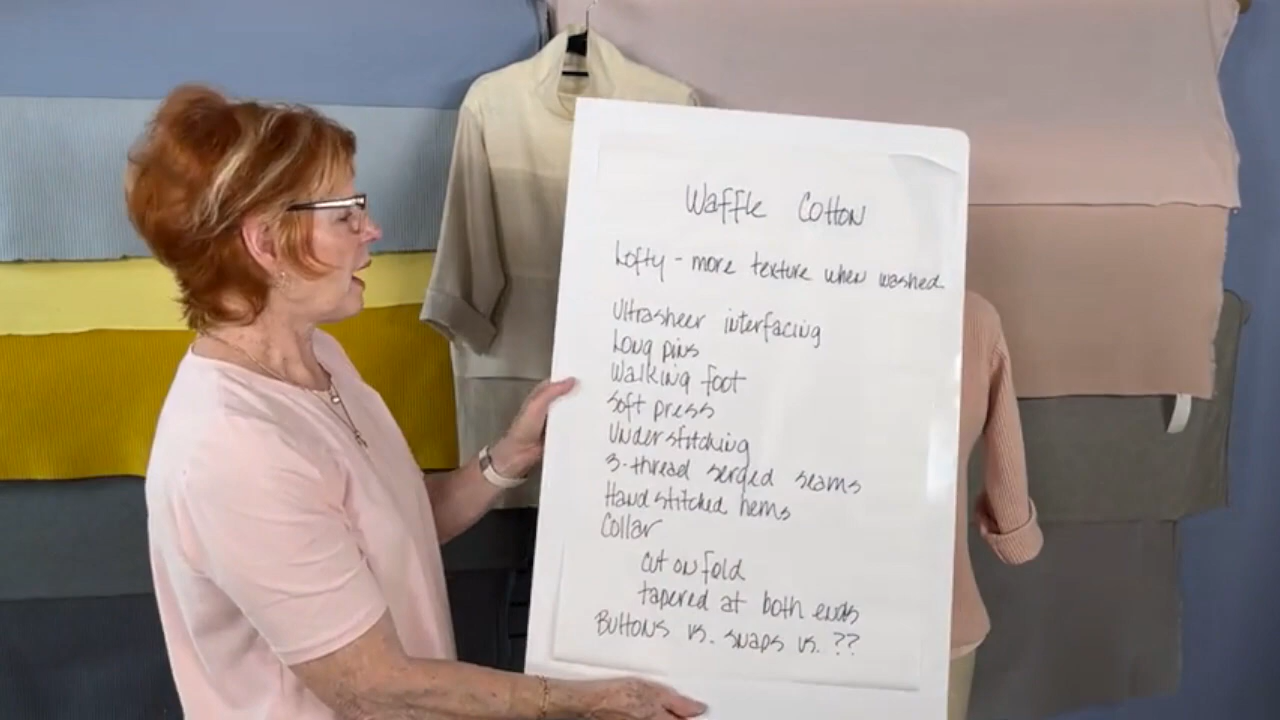 Waffle Cotton
Lofty - more texture when washed
Ultrasheer interfacing
Long pins
Walking foot
Soft press
Understitching
3-thread serged seams
Hand stitched hems
Collar
cut on fold
tapered at both ends
Buttons vs. snaps vs. ??